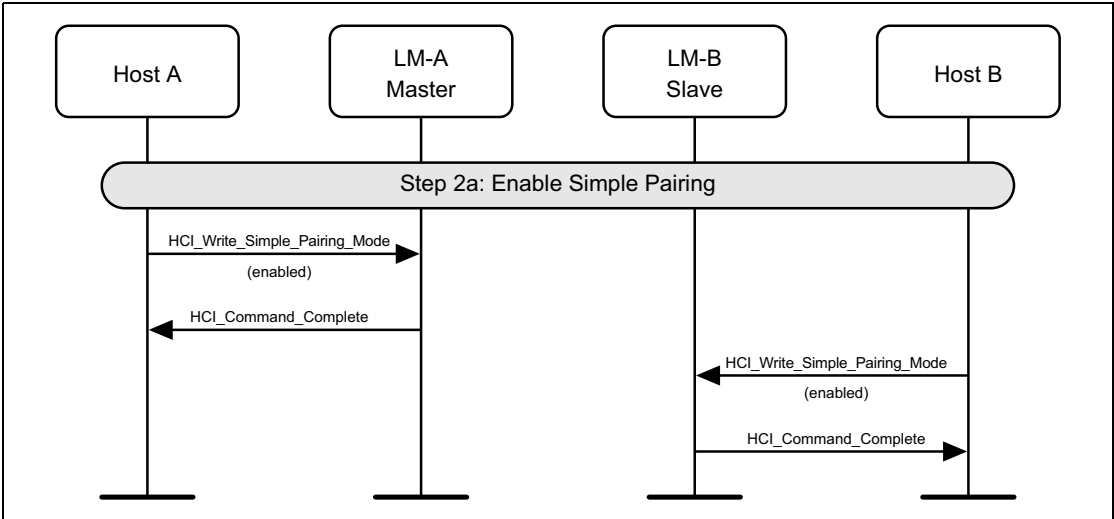 Host A
LM-A
Master
LM-B
Slave
Host B
Step 2a: Enable Simple Pairing
HCI_Write_Simple_Pairing_Mode
(enabled)
HCI_Command_Complete
HCI_Write_Simple_Pairing_Mode
(enabled)
HCI_Command_Complete